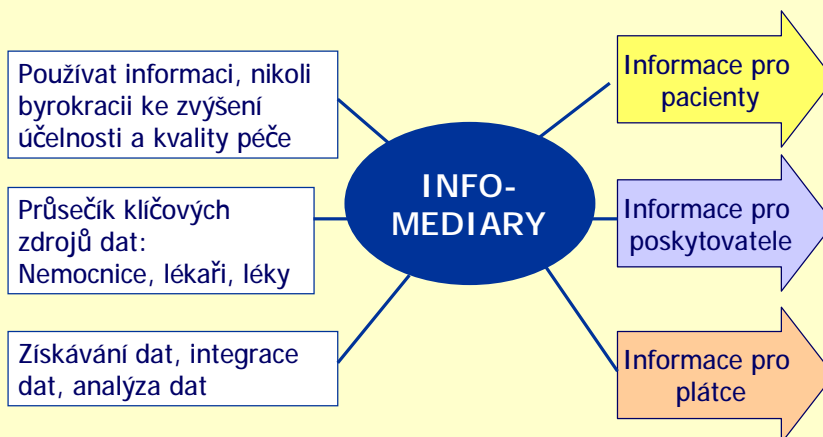 Používat informaci, nikoli
byrokracii ke zvýšení
účelnosti a kvality péče
Průsečík klíčových
zdrojů dat:
Nemocnice, lékaři, léky
Získávání dat, integrace
dat, analýza dat
INFO-
MEDIARY
Informace pro
pacienty
Informace pro
poskytovatele
Informace pro
plátce